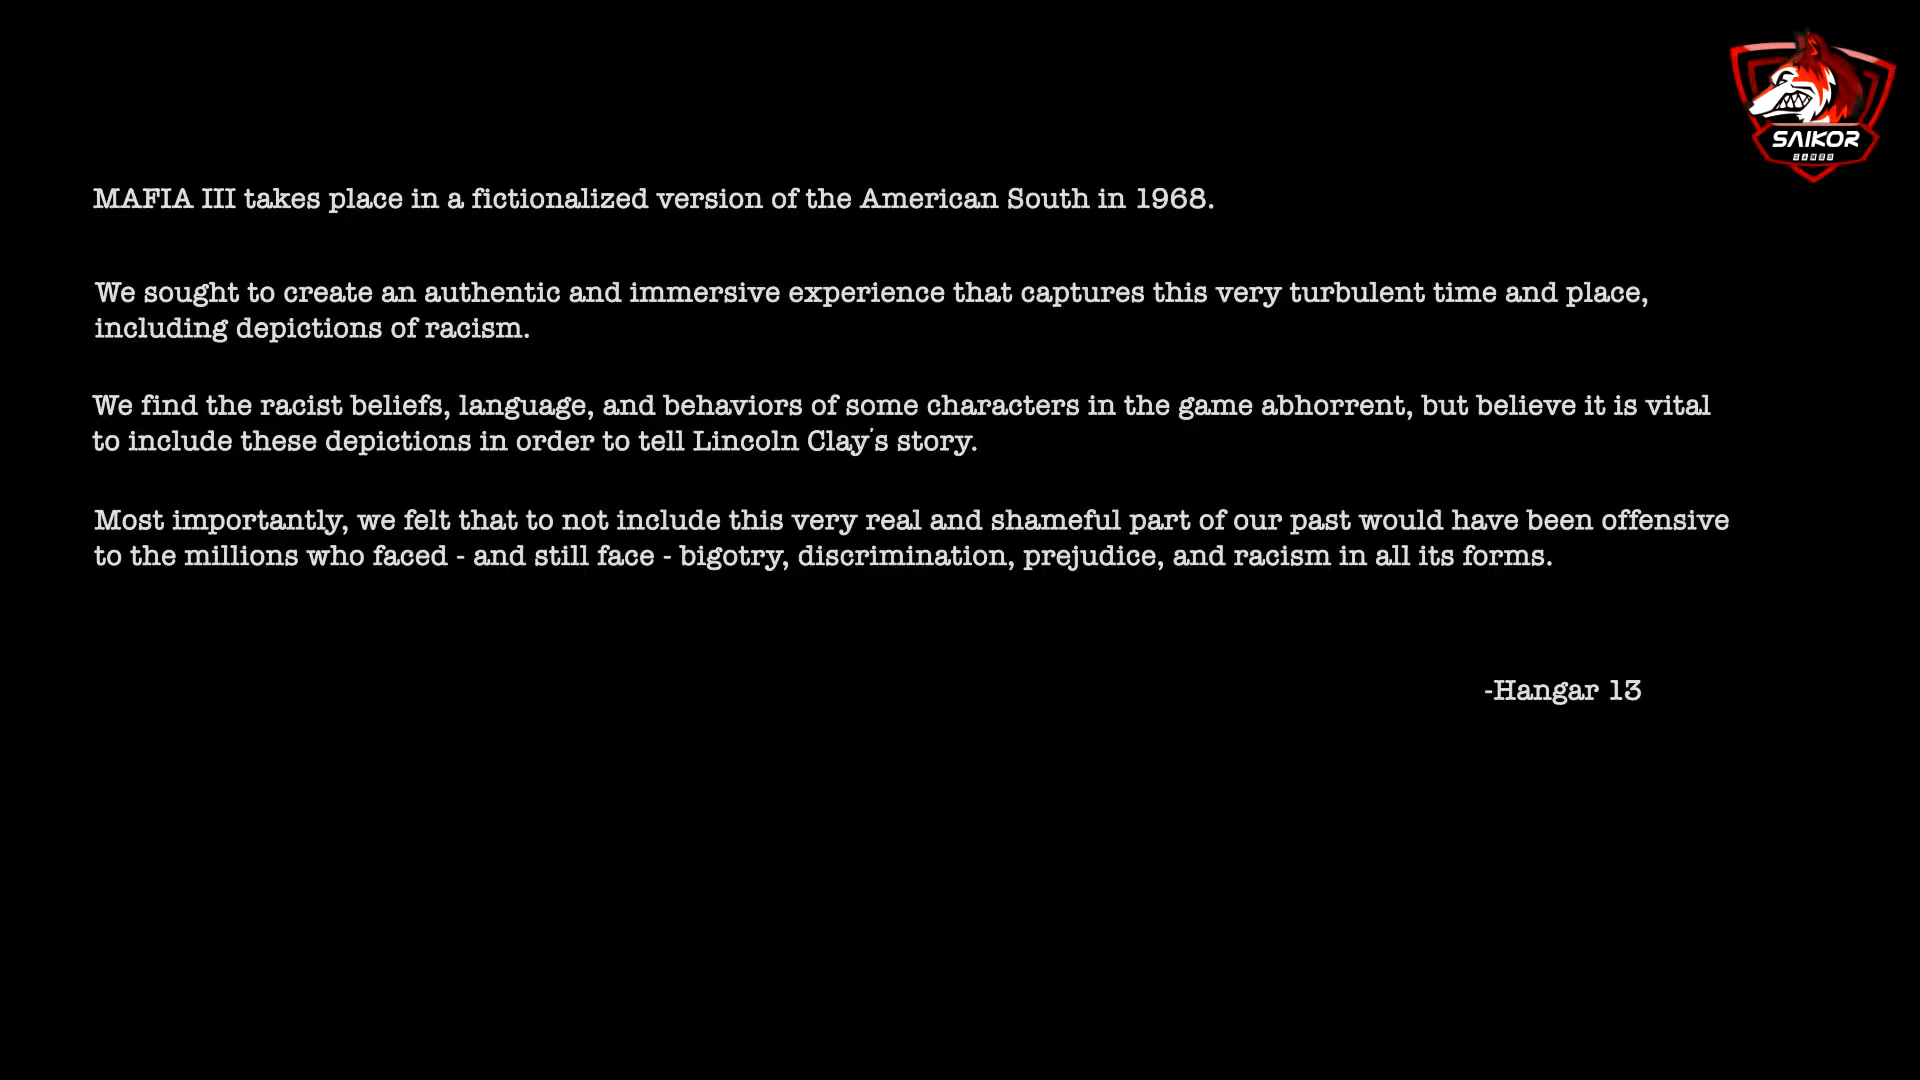 SAIKOR
GAMES
MAFIA III takes place in a fictionalized version of the American South in 1968.
We sought to create an authentic and immersive experience that captures this very turbulent time and place,
including depictions of racism.
We find the racist beliefs, language, and behaviors of some characters in the game abhorrent, but believe it is vital
to include these depictions in order to tell Lincoln Clay's story.
Most importantly, we felt that to not include this very real and shameful part of our past would have been offensive
to the millions who faced - and still face - bigotry, discrimination, prejudice, and racism in all its forms.
-Hangar 13